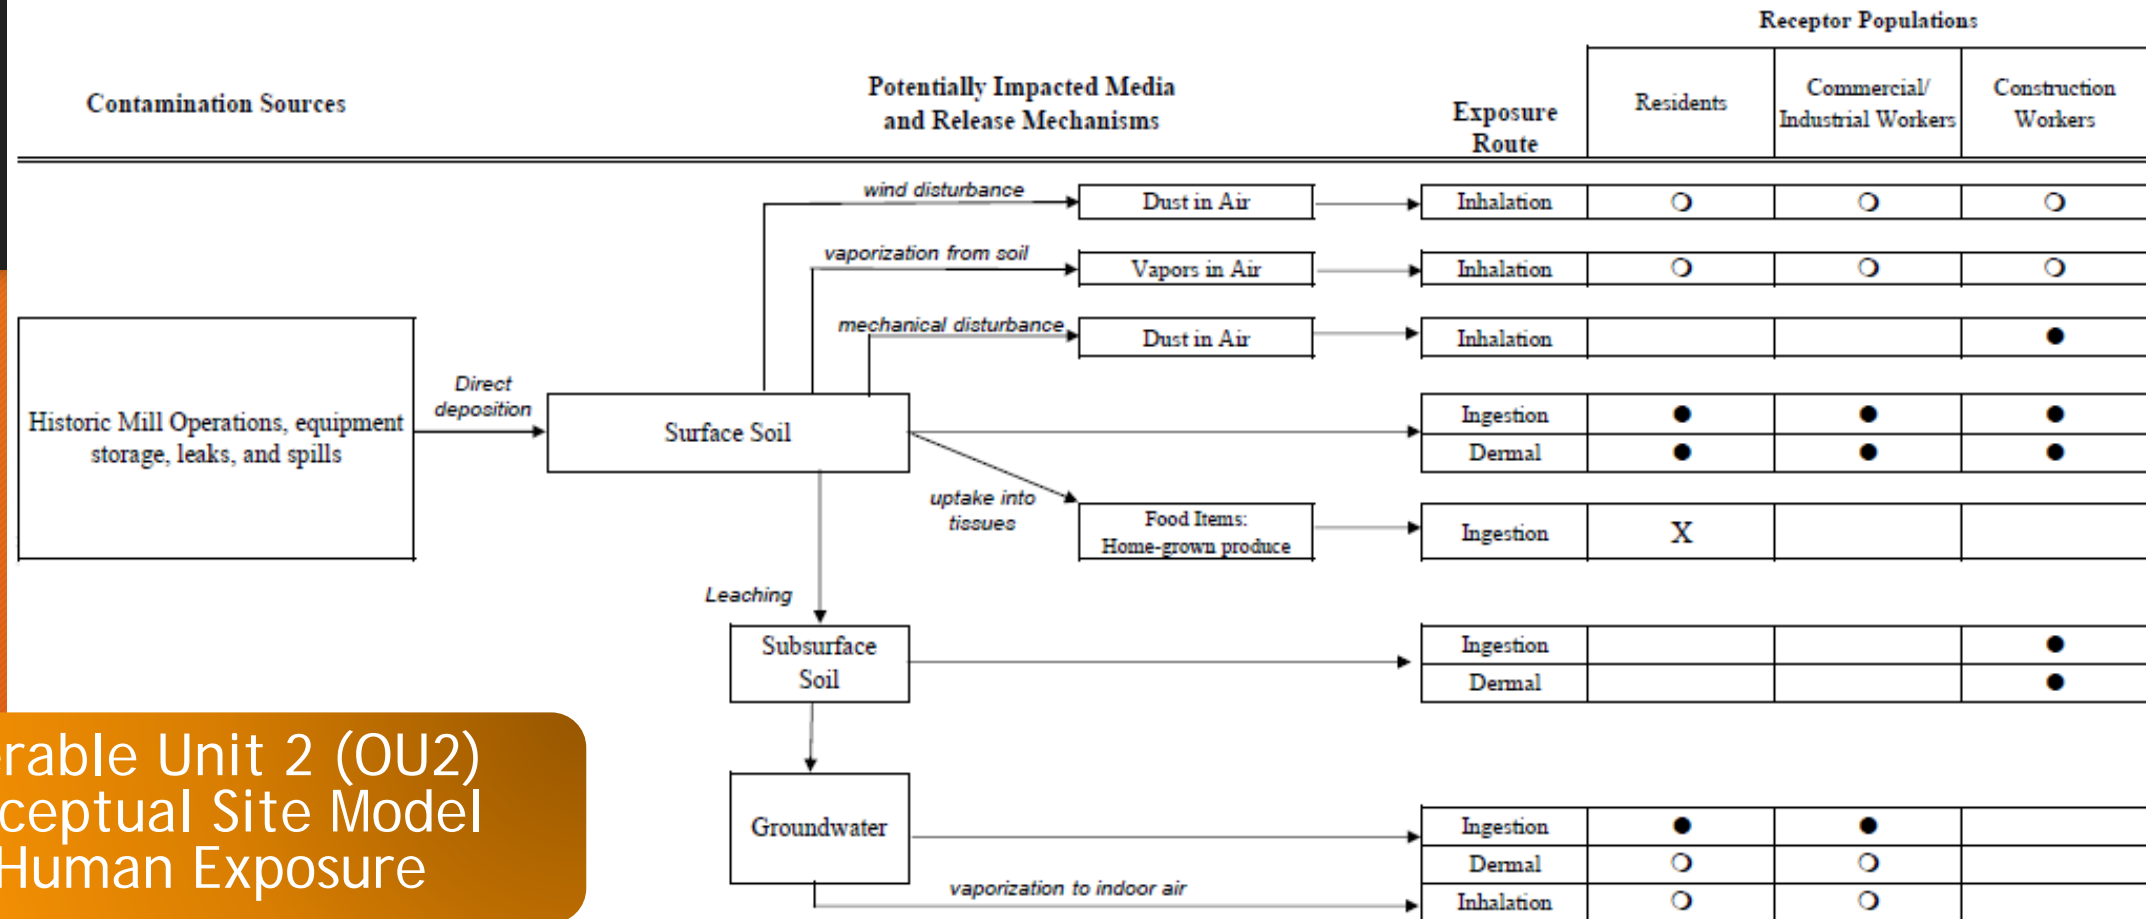 Receptor Populations
Contamination Sources
Potentially Impacted Media
and Release Mechanisms
Exposure
Route
Residents
Commercial/
Industrial Workers
Construction
Workers
wind disturbance
Dust in Air
Inhalation
❍ ❍ ❍
vaporization from soil
Vapors in Air
Inhalation
❍ ❍ ❍
mechanical disturbance
Dust in Air
Inhalation
●
Historic Mill Operations, equipment
storage, leaks, and spills
Direct
deposition
Surface Soil
Ingestion
● ● ●
Dermal
● ● ●
uptake into
tissues
Food Items:
Home-grown produce
Ingestion
X
Leaching
Subsurface
Soil
Ingestion
●
Dermal
●
Groundwater
Ingestion
● ●
Dermal
❍ ❍
vaporization to indoor air
Inhalation
❍ ❍
erable Unit 2 (OU2)
ceptual Site Model
Human Exposure